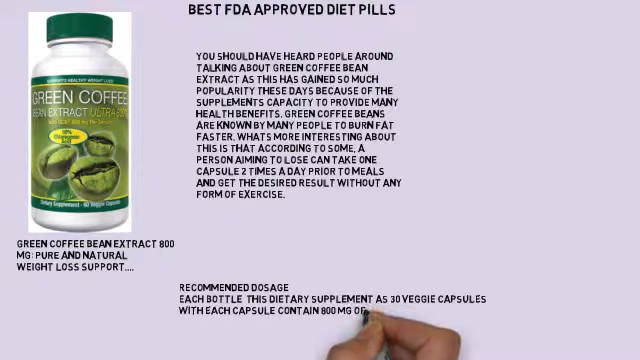 BEST FDA APPROVED DIET PILLS
YOU SHOULD HAVE HEARD PEOPLE AROUND
TALKING ABOUT GREEN COFFEE BEAN
EXTRACT AS THIS HAS GAINED SO MUCH
POPULARITY THESE DAYS BECAUSE OF THE
SUPPLEMENTS CAPACITY TO PROVIDE MANY
HEALTH BENEFITS. GREEN COFFEE BEANS
ARE KNOWN BY MANY PEOPLE TO BURN FAT
FASTER. WHATS MORE INTERESTING ABOUT
THIS IS THAT ACCORDING TO SOME, A
PERSON AIMING TO LOSE CAN TAKE ONE
CAPSULE 2 TIMES A DAY PRIOR TO MEALS
AND GET THE DESIRED RESULT WITHOUT ANY
FORM OF EXERCISE.
SUPPORTS HEALTHY WEIGHT LOSS
GREEN COFFEE
BEAN EXTRACT ULTRA
Dietary Supplement - 60 Veggie Capsules
GREEN COFFEE BEAN EXTRACT 800
MG: PURE AND NATURAL
WEIGHT LOSS SUPPORT....
RECOMMENDED DOSAGE
EACH BOTTLE THIS DIETARY SUPPLEMENT AS 30 VEGGIE CAPSULES
WITH EACH CAPSULE CONTAIN 800 MG OF